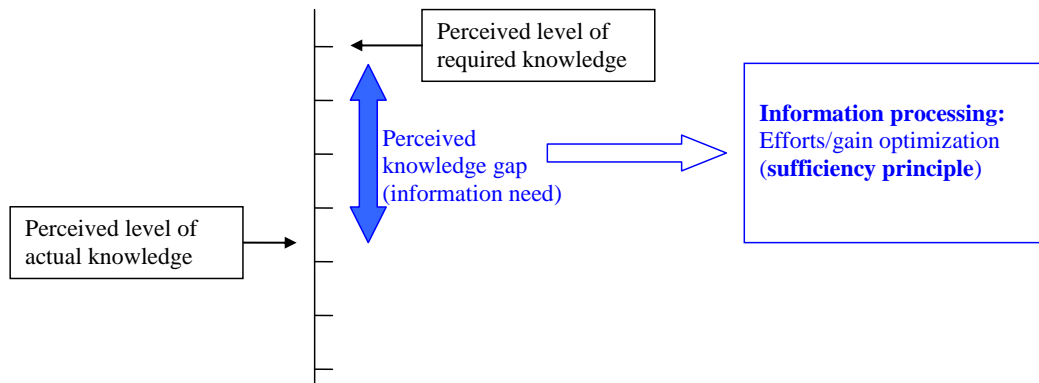 Perceived level of
required knowledge
Perceived
knowledge gap
(information need)
Information processing:
Efforts/gain optimization
(sufficiency principle)
Perceived level of
actual knowledge